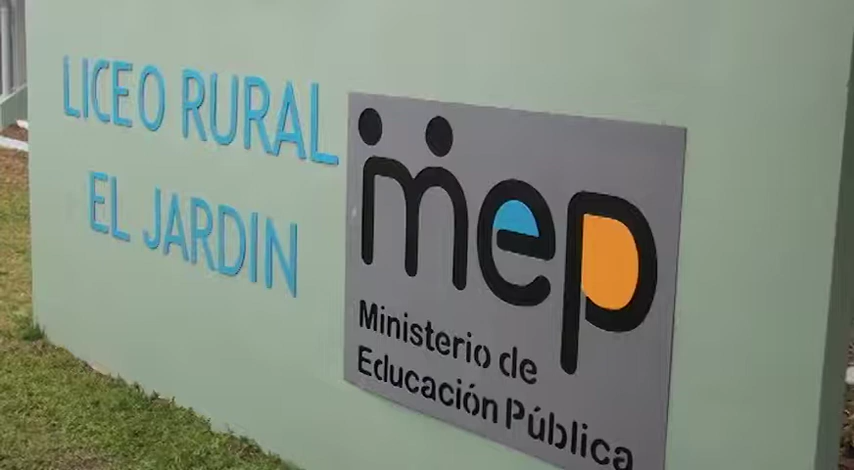 LICEO RURAL
EL JARDIN
mep
Ministerio de
Educación Pública